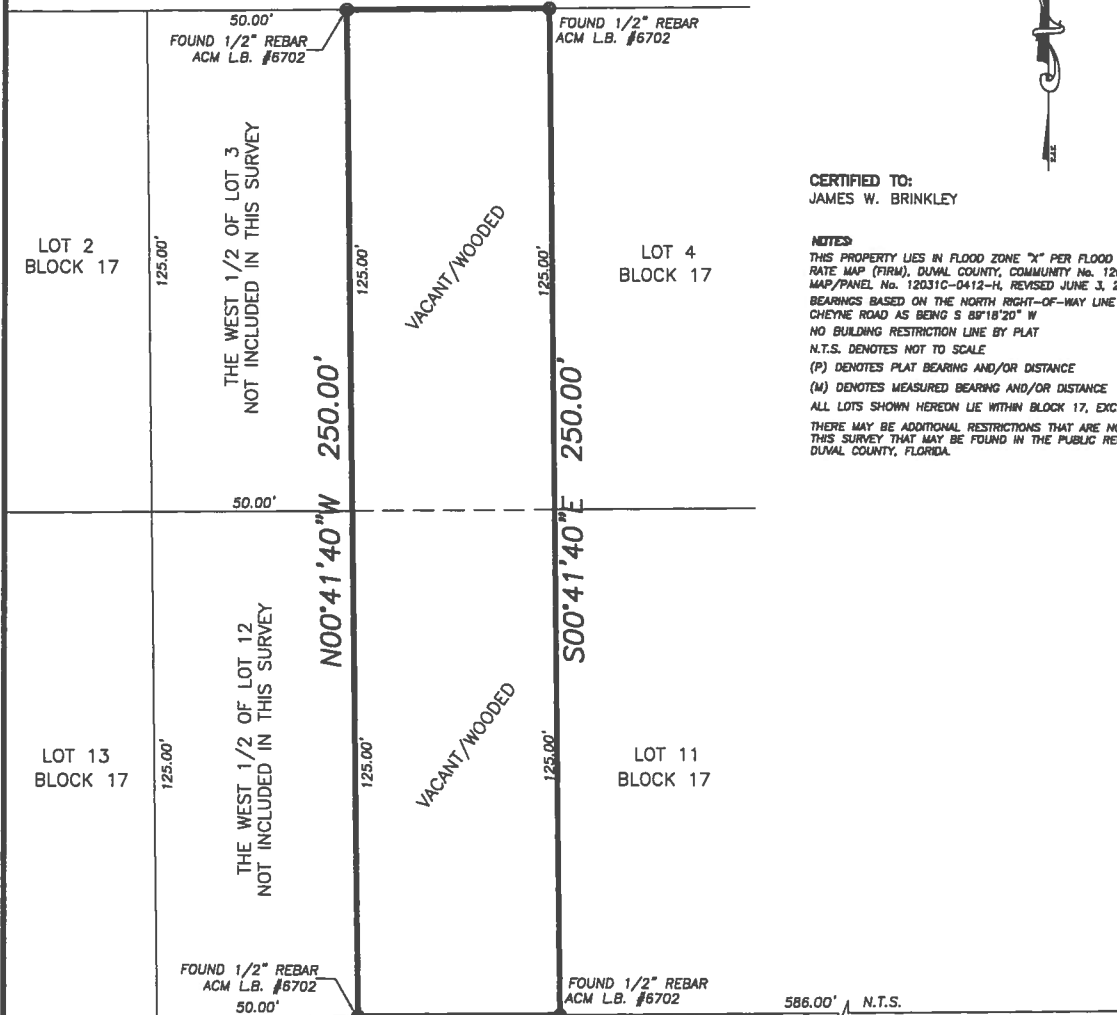 50.00'
FOUND 1/2" REBAR
ACM L.B. #6702
FOUND 1/2" REBAR
ACM L.B. #6702
CERTIFIED TO:
JAMES W. BRINKLEY
NOTES:
THIS PROPERTY LIES IN FLOOD ZONE "X" PER FLOOD
RATE MAP (FIRM), DUVAL COUNTY, COMMUNITY No.
MAP/PANEL No. 12031C-0412-H, REVISED JUNE 3,
BEARINGS BASED ON THE NORTH RIGHT-OF-WAY LINE
CHEYNE ROAD AS BEING S 89°18'20" W
NO BUILDING RESTRICTION LINE BY PLAT
N.T.S. DENOTES NOT TO SCALE
(P) DENOTES PLAT BEARING AND/OR DISTANCE
(M) DENOTES MEASURED BEARING AND/OR DISTANCE
ALL LOTS SHOWN HEREON LIE WITHIN BLOCK 17,
THERE MAY BE ADDITIONAL RESTRICTIONS THAT ARE
THIS SURVEY THAT MAY BE FOUND IN THE PUBLIC
DUVAL COUNTY, FLORIDA.
LOT 2
BLOCK 17
125.00'
THE WEST 1/2 OF LOT 3
NOT INCLUDED IN THIS SURVEY
125.00'
VACANT/WOODED
125.00'
LOT 4
BLOCK 17
N00°41'40"W 250.00'
S00°41'40"E 250.00'
50.00'
LOT 13
BLOCK 17
125.00'
THE WEST 1/2 OF LOT 12
NOT INCLUDED IN THIS SURVEY
125.00'
VACANT/WOODED
125.00'
LOT 11
BLOCK 17
FOUND 1/2" REBAR
ACM L.B. #6702
50.00'
FOUND 1/2" REBAR
ACM L.B. #6702
586.00'
N.T.S.